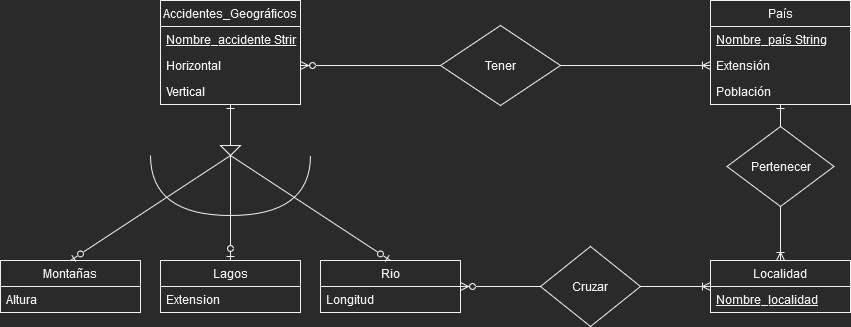 Accidentes_Geográficos
Nombre_accidente Strir
Horizontal
Vertical
Tener
País
Nombre_país String
Extensión
Población
Pertenecer
Montañas
Altura
Lagos
Extension
Rio
Longitud
Cruzar
Localidad
Nombre_localidad